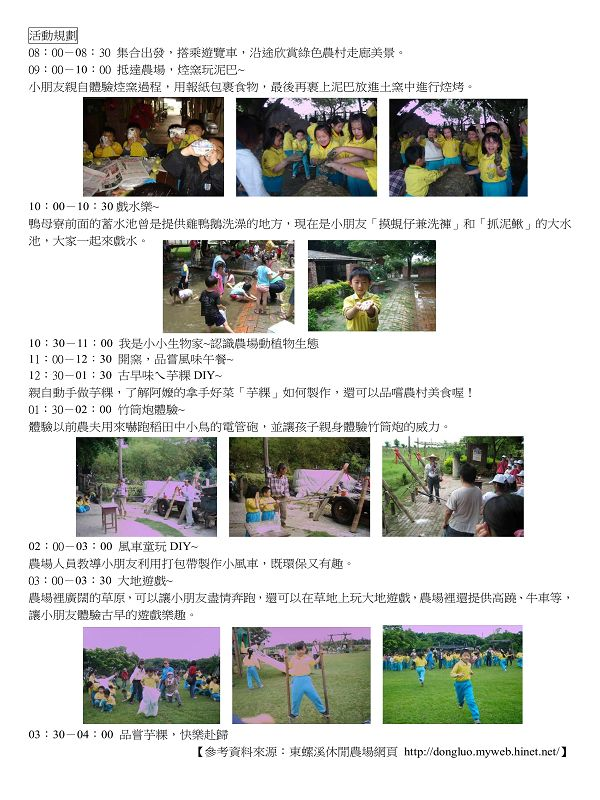 活動規劃
08：00－08：30 集合出發，搭乘遊覽車，沿途欣賞綠色農村走廊美景。
09：00－10：00 抵達農場，焢窯玩泥巴~
小朋友親自體驗焢窯過程，用報紙包裹食物，最後再裹上泥巴放進土窯中進行焢烤。
10：00－10：30 戲水樂~
鴨母寮前面的蓄水池曾是提供雞鴨鵝洗澡的地方，現在是小朋友「摸蜆仔兼洗褲」和「抓泥鰍」的大水
池，大家一起來戲水。
10：30－11：00 我是小小生物家~認識農場動植物生態
11：00－12：30 開窯，品嘗風味午餐~
12：30－01：30 古早味ㄟ芋粿 DIY~
親自動手做芋粿，了解阿嬤的拿手好菜「芋粿」如何製作，還可以品嚐農村美食喔！
01：30－02：00 竹筒炮體驗~
體驗以前農夫用來嚇跑稻田中小鳥的電管砲，並讓孩子親身體驗竹筒炮的威力。
02：00－03：00 風車童玩 DIY~
農場人員教導小朋友利用打包帶製作小風車，既環保又有趣。
03：00－03：30 大地遊戲~
農場裡廣闊的草原，可以讓小朋友盡情奔跑，還可以在草地上玩大地遊戲，農場裡還提供高蹺、牛車等，
讓小朋友體驗古早的遊戲樂趣。
03：30－04：00 品嘗芋粿，快樂赴歸
【參考資料來源：東螺溪休閒農場網頁 http://dongluo.myweb.hinet.net/】